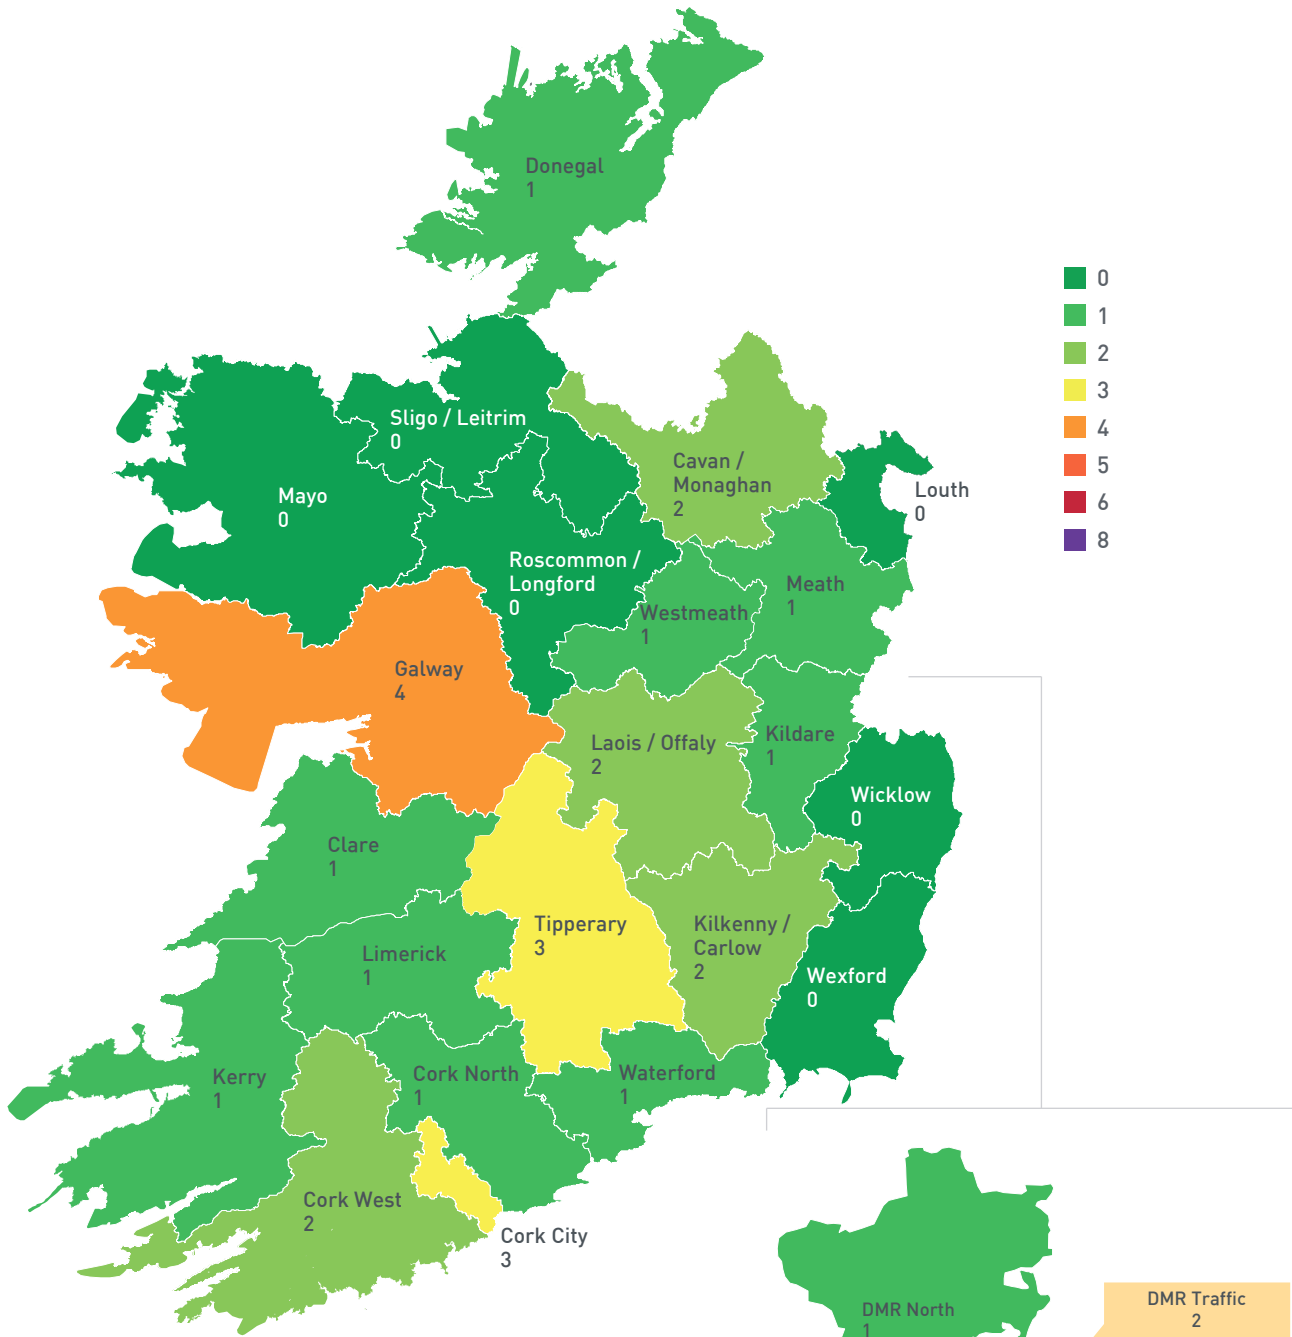 Donegal
1
0
1
2
3
4
5
6
8
Sligo / Leitrim
0
Cavan /
Monaghan
2
Louth
0
Mayo
0
Roscommon /
Longford
0
Meath
1
Westmeath
1
Galway
4
Laois / Offaly
2
Kildare
1
Wicklow
0
Clare
1
Tipperary
3
Kilkenny /
Carlow
2
Limerick
1
Wexford
0
Kerry
1
Cork North
1
Waterford
1
Cork West
2
Cork City
3
DMR North
1
DMR Traffic
2